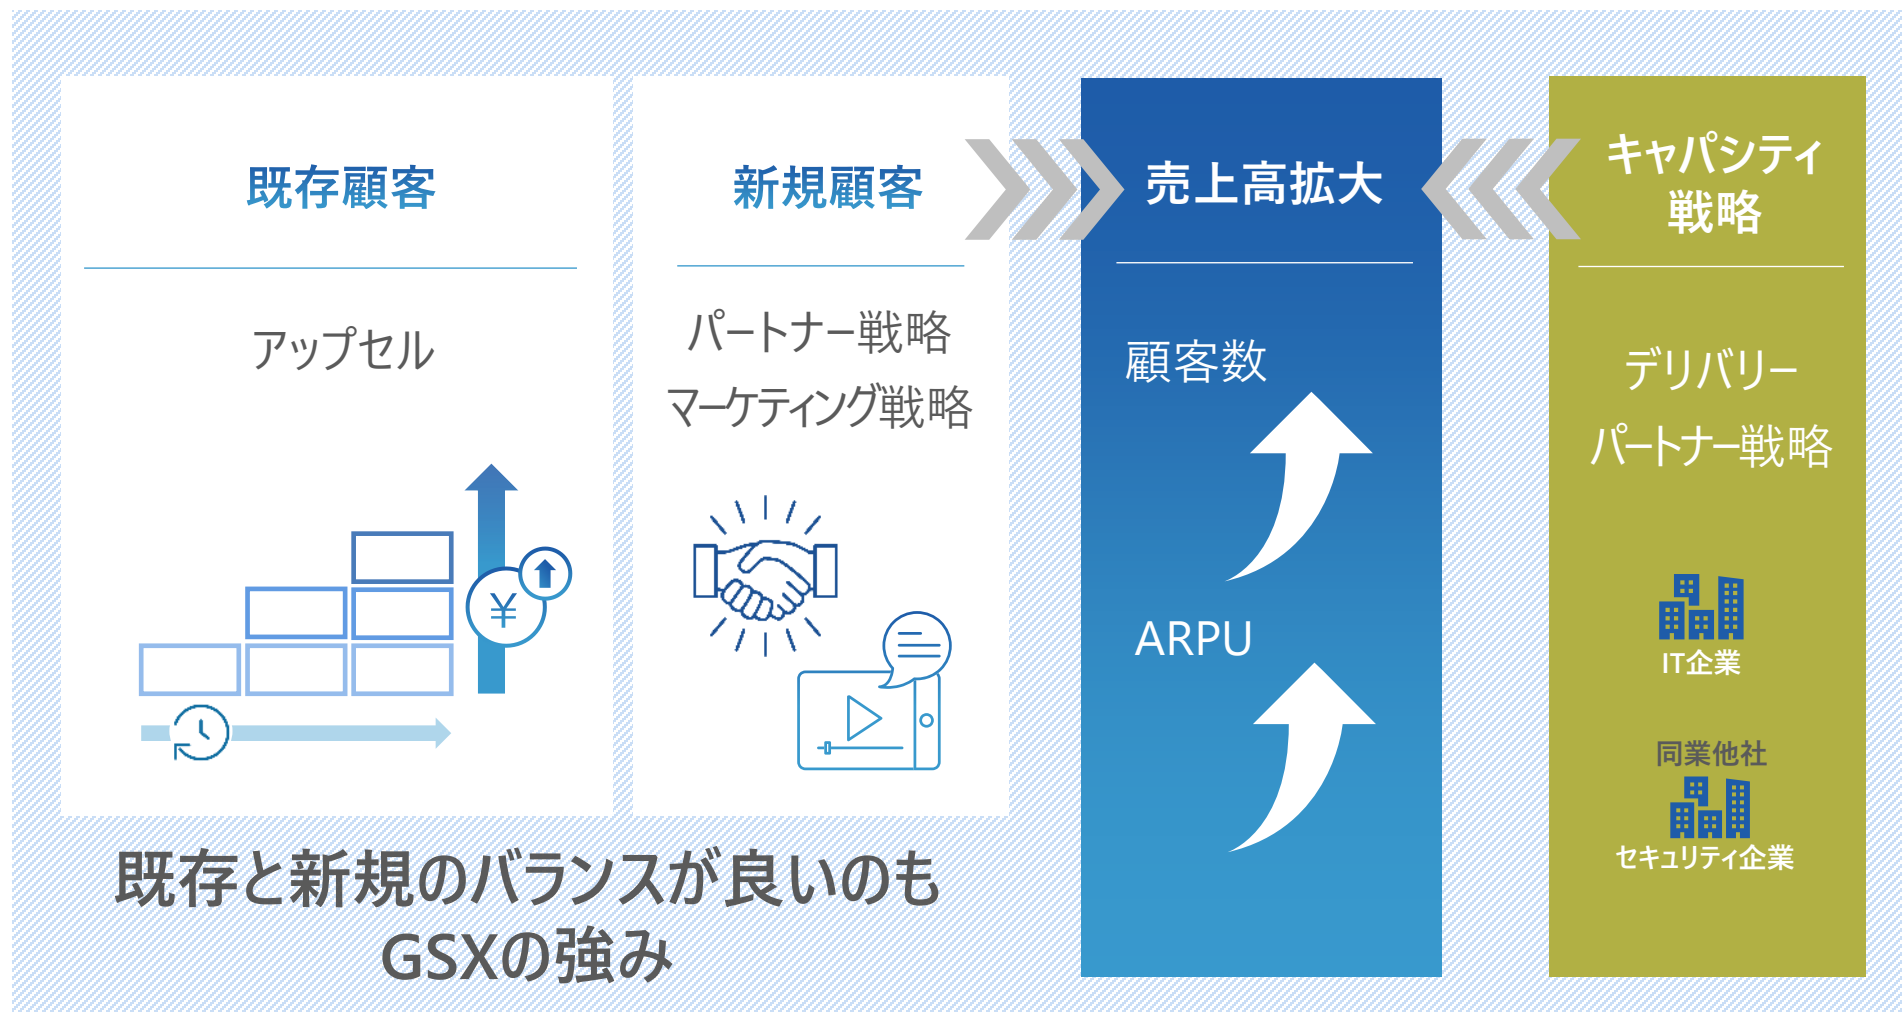 既存顧客
アップセル
¥
新規顧客
パートナー戦略
マーケティング戦略
既存と新規のバランスが良いのも
GSXの強み
売上高拡大
顧客数
ARPU
キャパシティ
戦略
デリバリー
パートナー戦略
IT企業
同業他社
セキュリティ企業